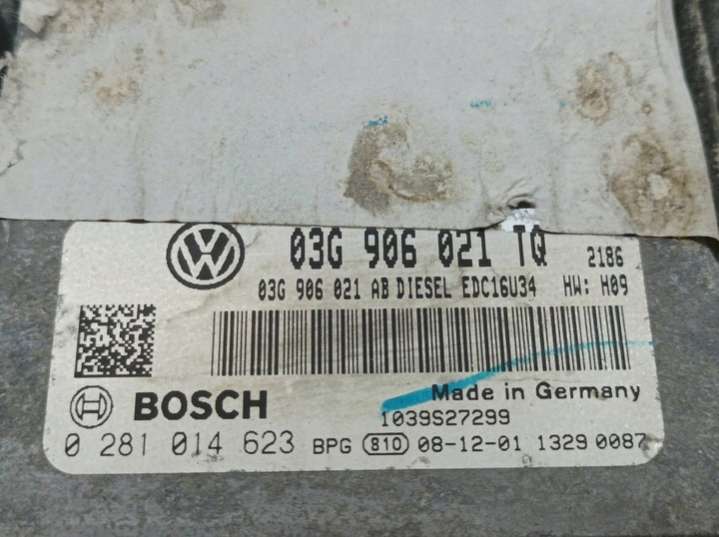 03G 906 021 TQ 2186
03G 906 021 AB DIESEL EDC16U34 HW: H09
BOSCH Made in Germany
1039S27299
0 281 014 623 BPG 810 08-12-01 1329 0087